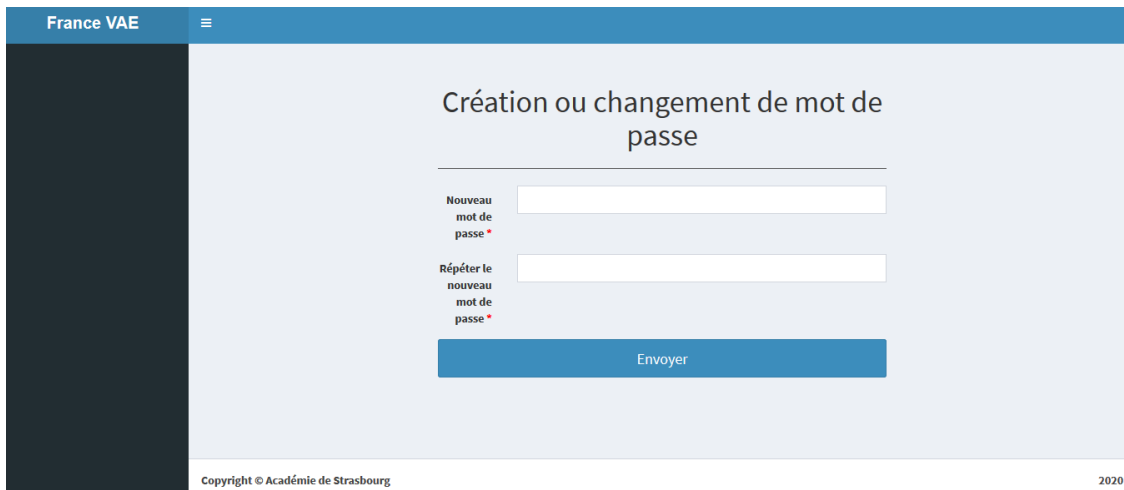 France VAE
Création ou changement de mot de
passe
Nouveau
mot de
passe *
Répéter le
nouveau
mot de
passe *
Envoyer
Copyright © Académie de Strasbourg 2020